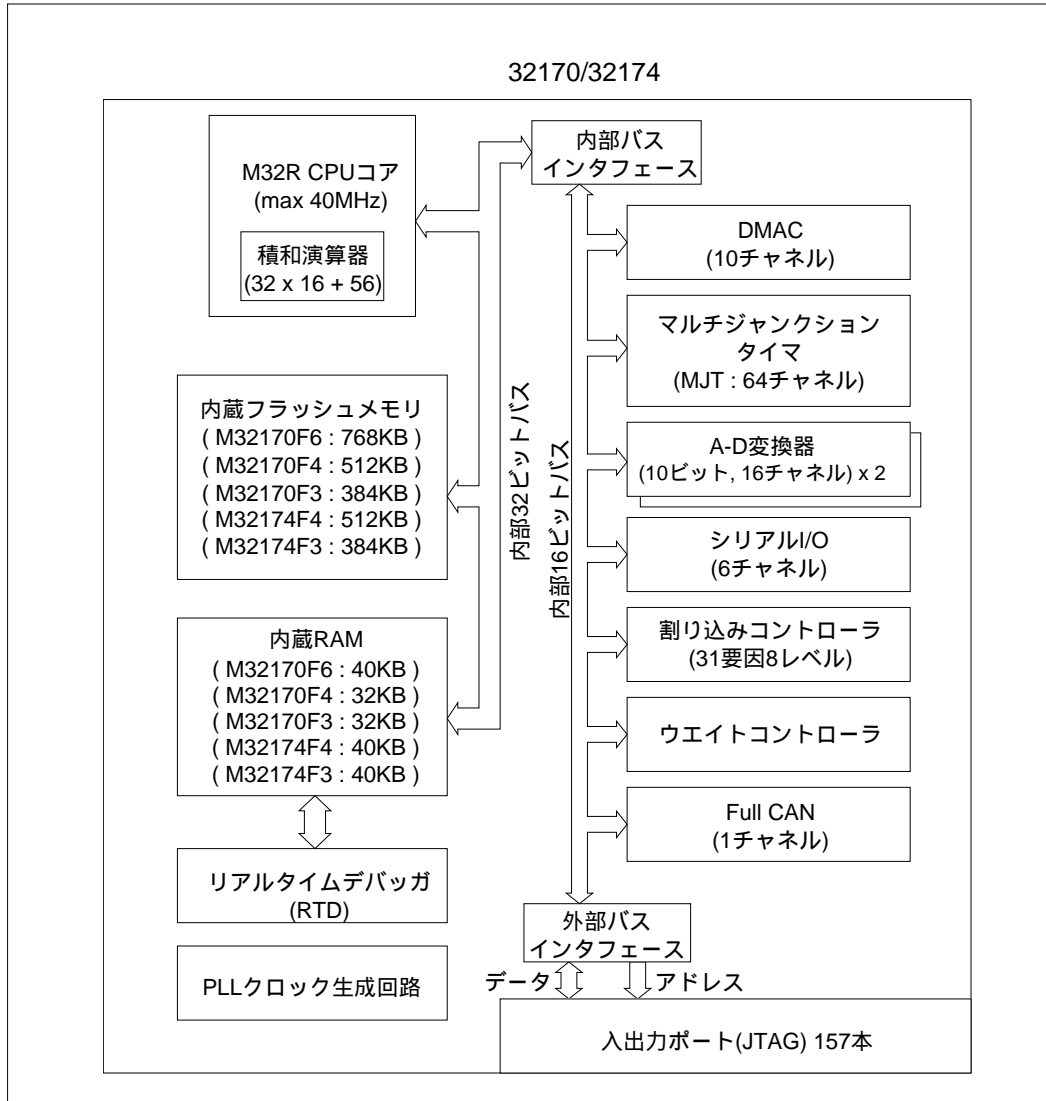 32170/32174
M32R CPUコア
(max 40MHz)
積和演算器
(32 x 16 + 56)
内蔵フラッシュメモリ
( M32170F6 : 768KB )
( M32170F4 : 512KB )
( M32170F3 : 384KB )
( M32174F4 : 512KB )
( M32174F3 : 384KB )
内蔵RAM
( M32170F6 : 40KB )
( M32170F4 : 32KB )
( M32170F3 : 32KB )
( M32174F4 : 40KB )
( M32174F3 : 40KB )
リアルタイムデバッガ
(RTD)
PLLクロック生成回路
内部32ビットバス
内部16ビットバス
内部バス
インタフェース
DMAC
(10チャネル)
マルチジャンクション
タイマ
(MJT : 64チャネル)
A-D変換器
(10ビット, 16チャネル) x 2
シリアルI/O
(6チャネル)
割り込みコントローラ
(31要因8レベル)
ウエイトコントローラ
Full CAN
(1チャネル)
外部バス
インタフェース
データ
アドレス
入出力ポート(JTAG) 157本